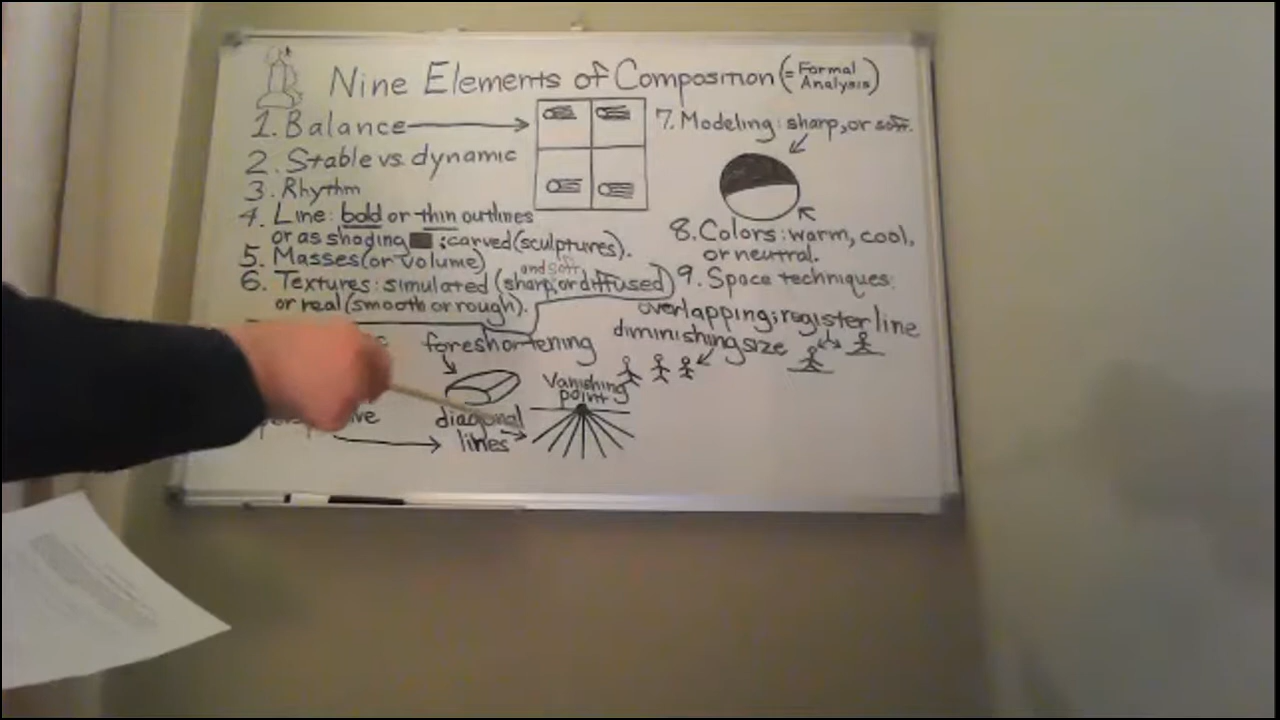 Nine Elements of Composition (= Formal Analysis)
1. Balance
2. Stable vs. dynamic
3. Rhythm
4. Line: bold or thin outlines
or as shading ; carved (sculptures).
5. Masses (or volume)
6. Textures: simulated (sharp, or diffused)
and soft
or real (smooth or rough).
7. Modeling: sharp, or soft.
8. Colors: warm, cool,
or neutral.
9. Space techniques:
overlapping; register line
diminishing size
foreshortening
Vanishing
point
diagonal
lines